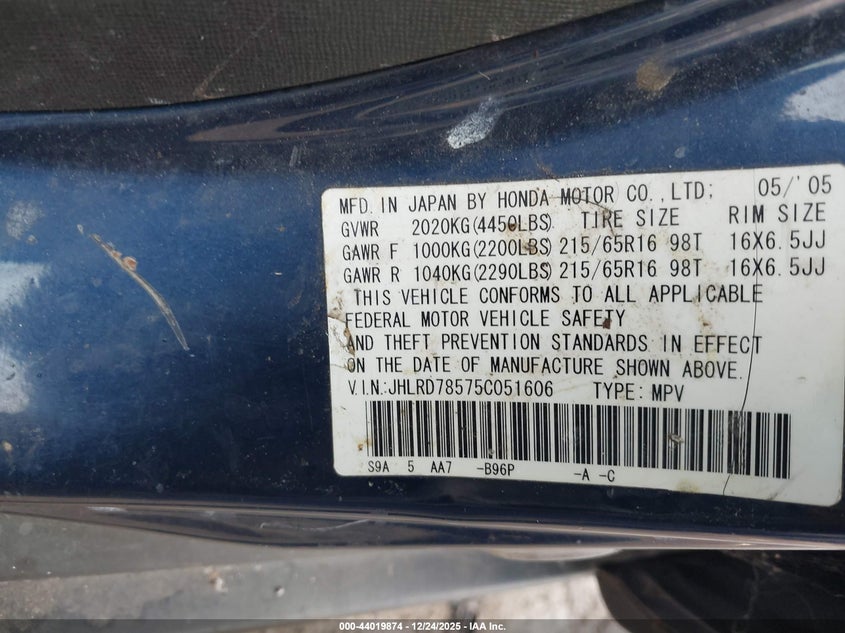 MFD. IN JAPAN BY HONDA MOTOR CO.,LTD; 05/'05
GVWR 2020KG(4450LBS) TIRE SIZE RIM SIZE
GAWR F 1000KG(2200LBS) 215/65R16 98T 16X6.5JJ
GAWR R 1040KG(2290LBS) 215/65R16 98T 16X6.5JJ
THIS VEHICLE CONFORMS TO ALL APPLICABLE
FEDERAL MOTOR VEHICLE SAFETY
AND THEFT PREVENTION STANDARDS IN EFFECT
ON THE DATE OF MANUFACTURE SHOWN ABOVE.
V.I.N:JHLRD78575C051606 TYPE: MPV
S9A 5 AA7 -B96P -A -C
000-44019874 | 12/24/2025 | IAA Inc.